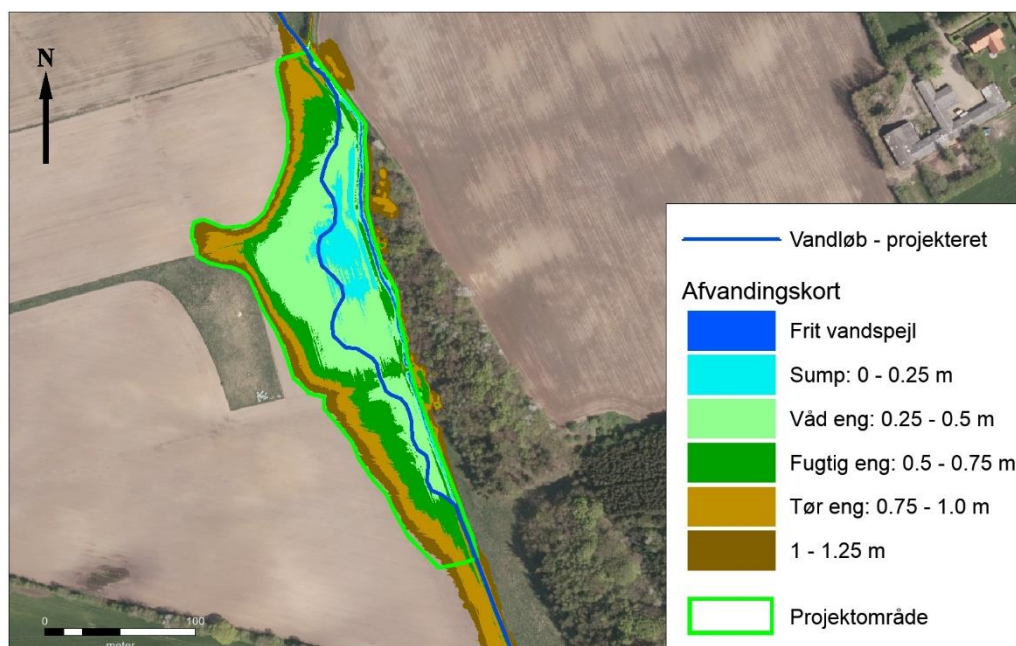 N
Vandløb - projekteret
Afvandingskort
Frit vandspejl
Sump: 0 - 0.25 m
Våd eng: 0.25 - 0.5 m
Fugtig eng: 0.5 - 0.75 m
Tør eng: 0.75 - 1.0 m
1 - 1.25 m
Projektområde
0 100
meter